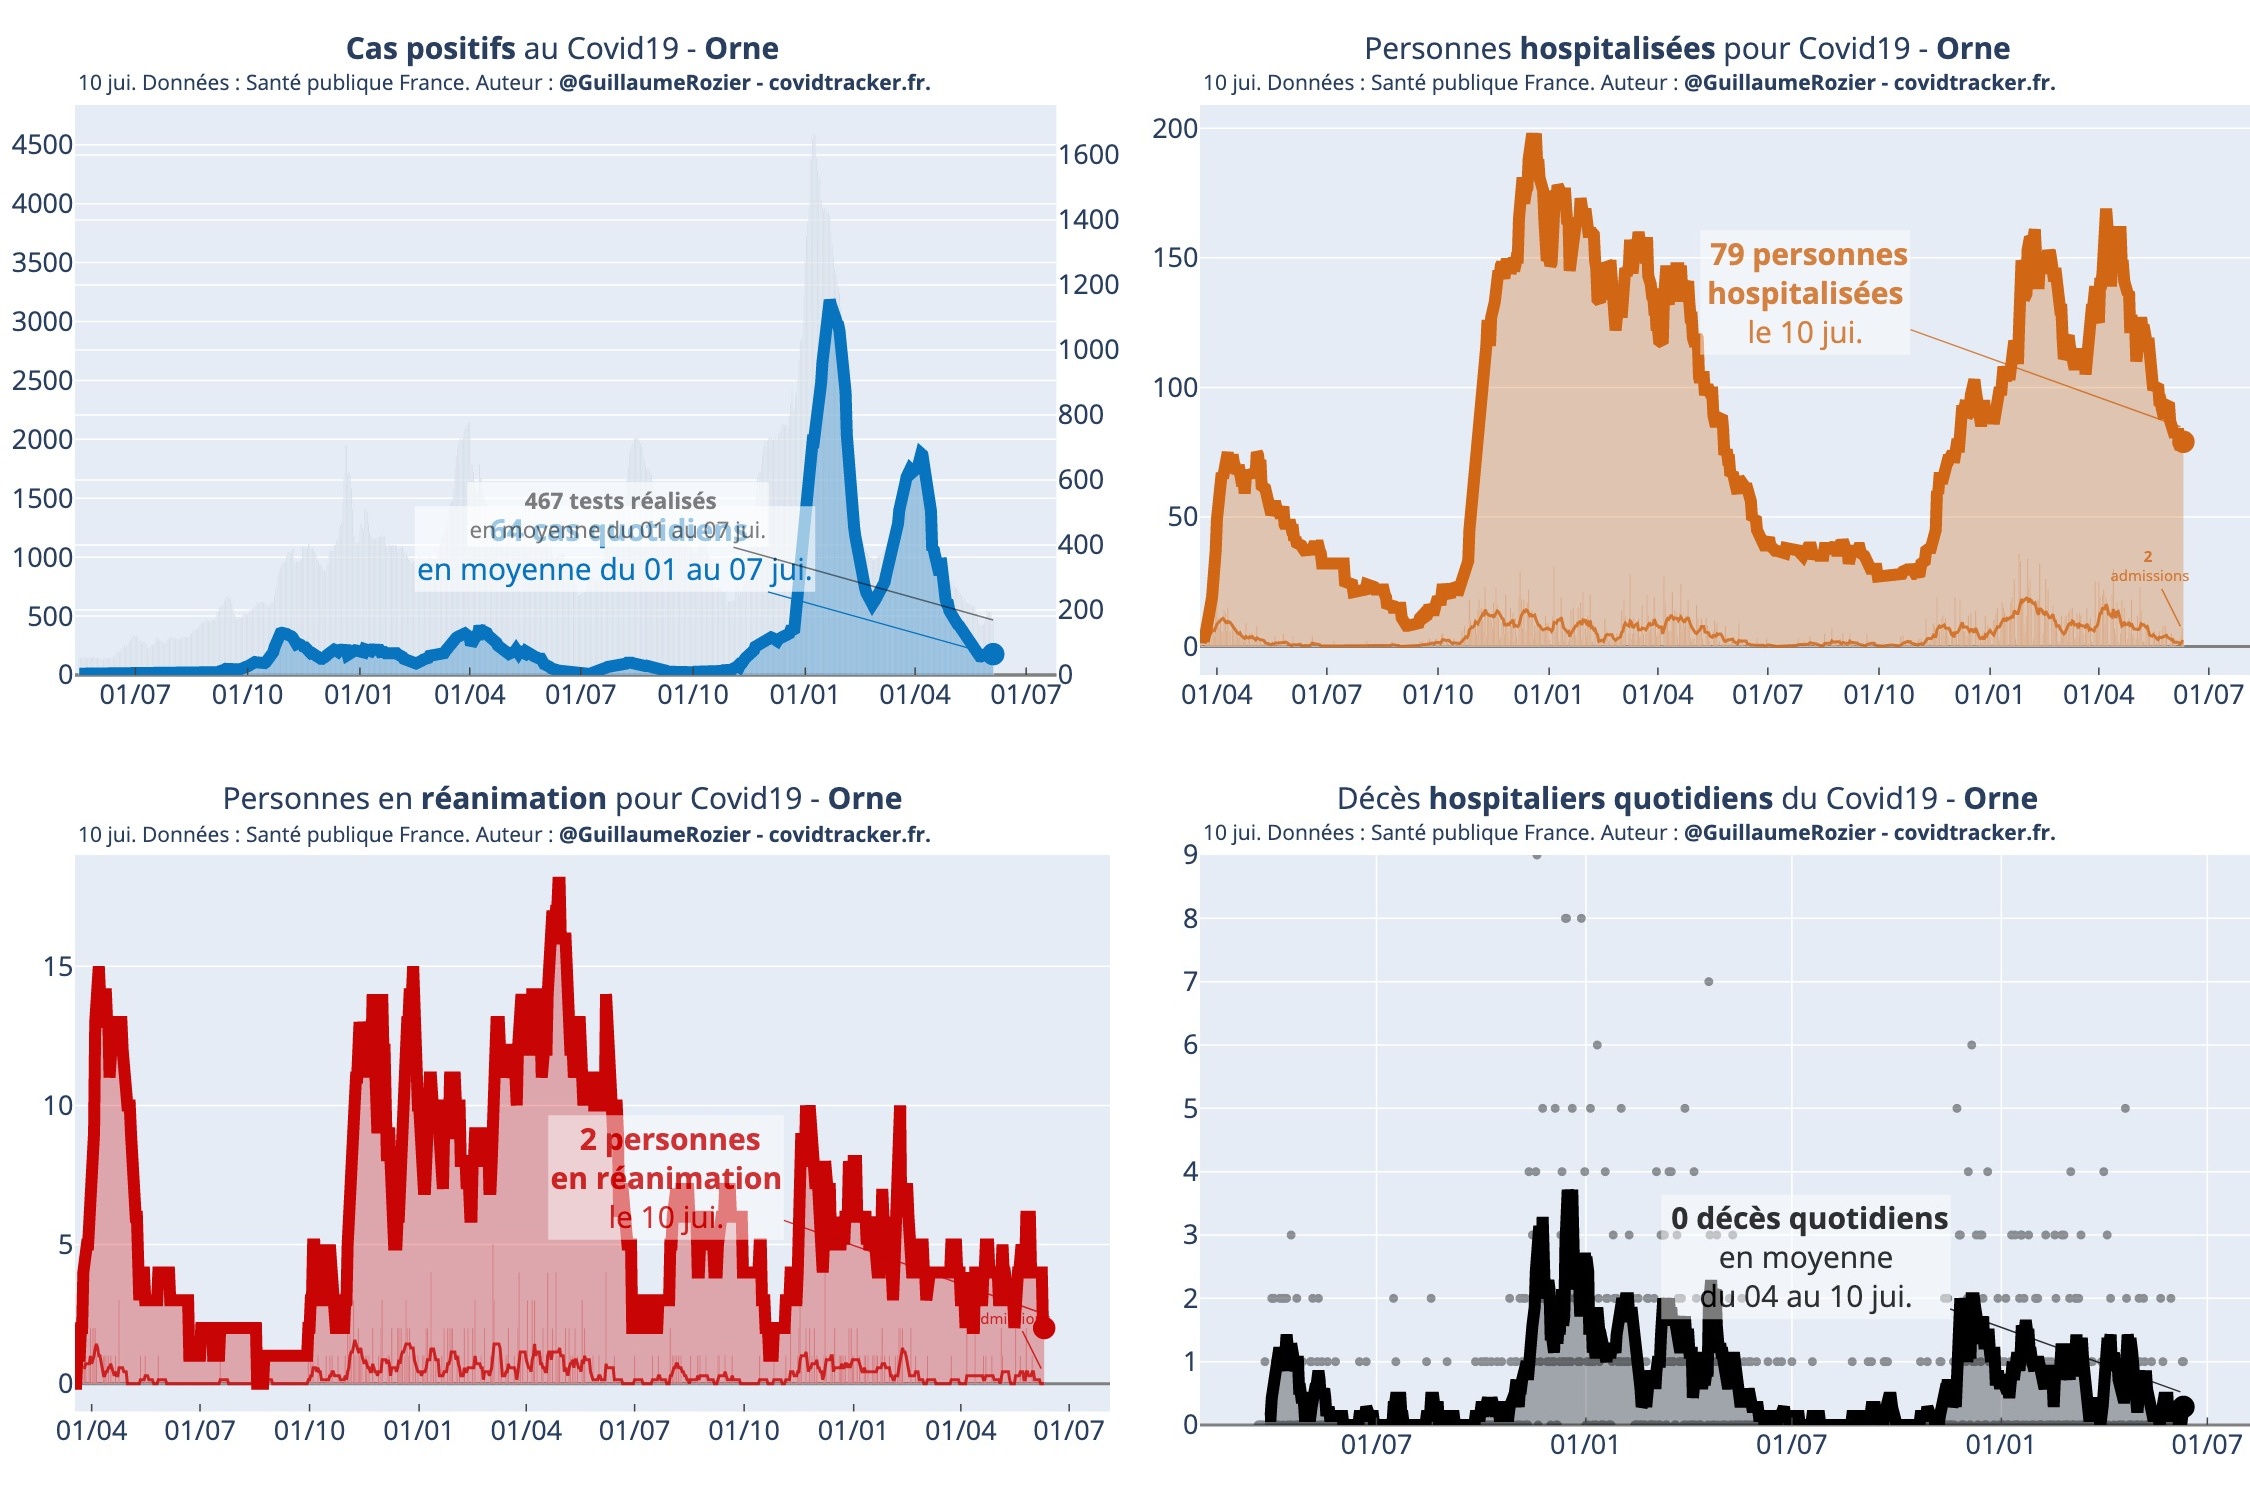 Cas positifs au Covid19 - Orne
10 jui. Données : Santé publique France. Auteur : @GuillaumeRozier - covidtracker.fr.
4500
4000
3500
3000
2500
2000
1500
1000
500
0
1600
1400
1200
1000
800
600
400
200
0
467 tests réalisés
en moyenne du 01 au 07 jui.
64 cas quotidiens
en moyenne du 01 au 07 jui.
01/07 01/10 01/01 01/04 01/07 01/10 01/01 01/04 01/07
Personnes hospitalisées pour Covid19 - Orne
10 jui. Données : Santé publique France. Auteur : @GuillaumeRozier - covidtracker.fr.
200
150
100
50
0
79 personnes
hospitalisées
le 10 jui.
2
admissions
01/04 01/07 01/10 01/01 01/04 01/07 01/10 01/01 01/04 01/07
Personnes en réanimation pour Covid19 - Orne
10 jui. Données : Santé publique France. Auteur : @GuillaumeRozier - covidtracker.fr.
15
10
5
0
2 personnes
en réanimation
le 10 jui.
01/04 01/07 01/10 01/01 01/04 01/07 01/10 01/01 01/04 01/07
Décès hospitaliers quotidiens du Covid19 - Orne
10 jui. Données : Santé publique France. Auteur : @GuillaumeRozier - covidtracker.fr.
9
8
7
6
5
4
3
2
1
0
0 décès quotidiens
en moyenne
du 04 au 10 jui.
01/07 01/01 01/07 01/01 01/07